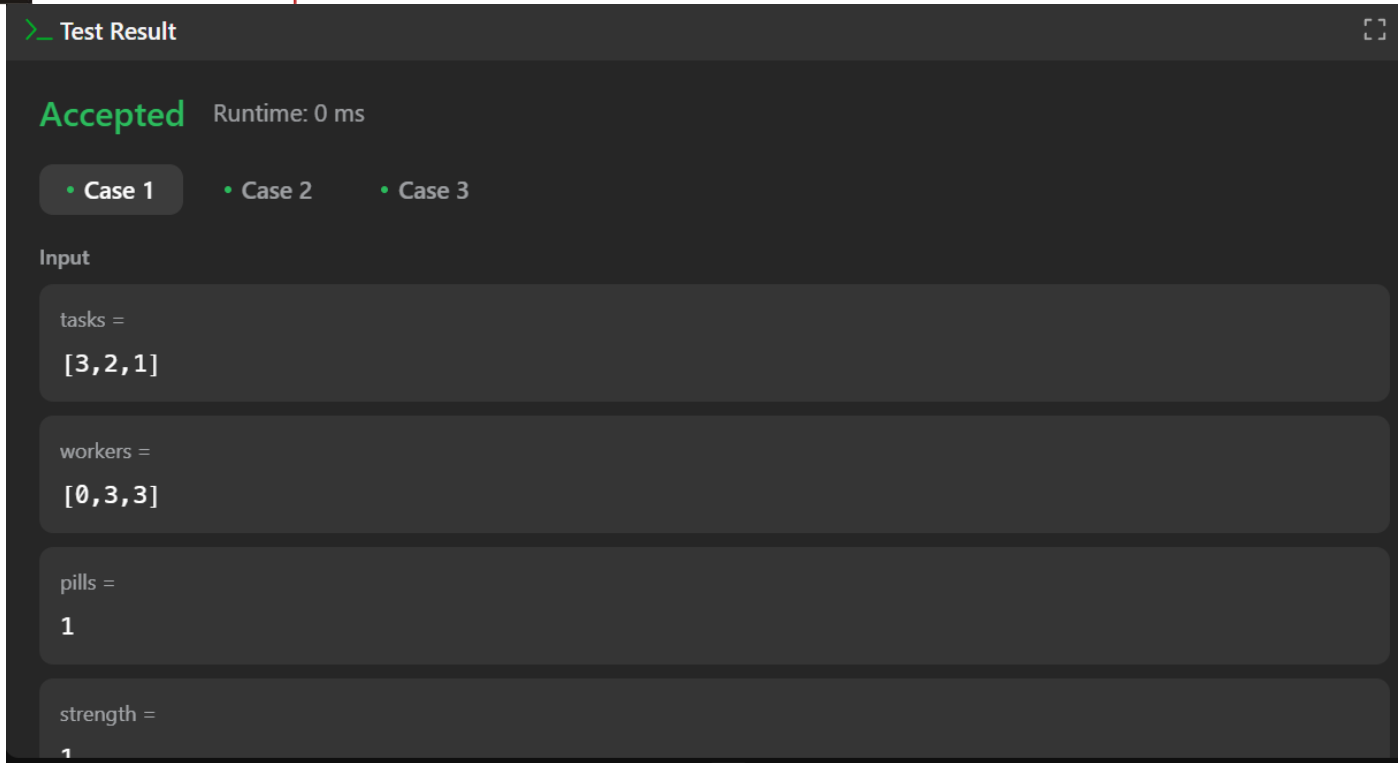 Test Result
Accepted Runtime: 0 ms
Case 1 Case 2 Case 3
Input
tasks =
[3,2,1]
workers =
[0,3,3]
pills =
1
strength =
1